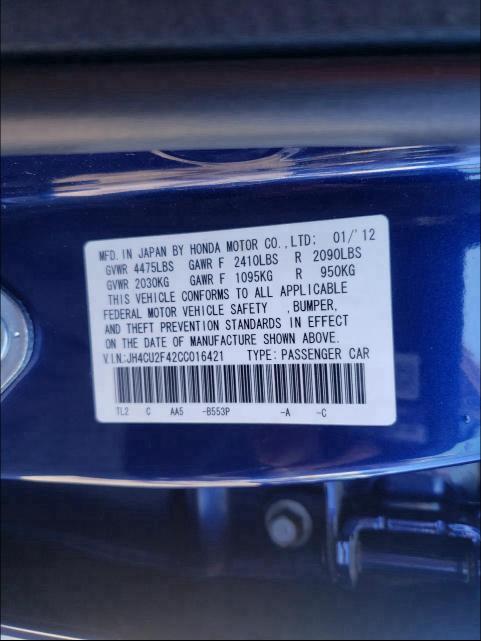 MFD. IN JAPAN BY HONDA MOTOR CO.,LTD; 01/'12
GVWR 4475LBS GAWR F 2410LBS R 2090LBS
GVWR 2030KG GAWR F 1095KG R 950KG
THIS VEHICLE CONFORMS TO ALL APPLICABLE
FEDERAL MOTOR VEHICLE SAFETY , BUMPER,
AND THEFT PREVENTION STANDARDS IN EFFECT
ON THE DATE OF MANUFACTURE SHOWN ABOVE.
V.I.N:JH4CU2F42CC016421 TYPE: PASSENGER CAR
TL2 C AA5 -B553P -A -C